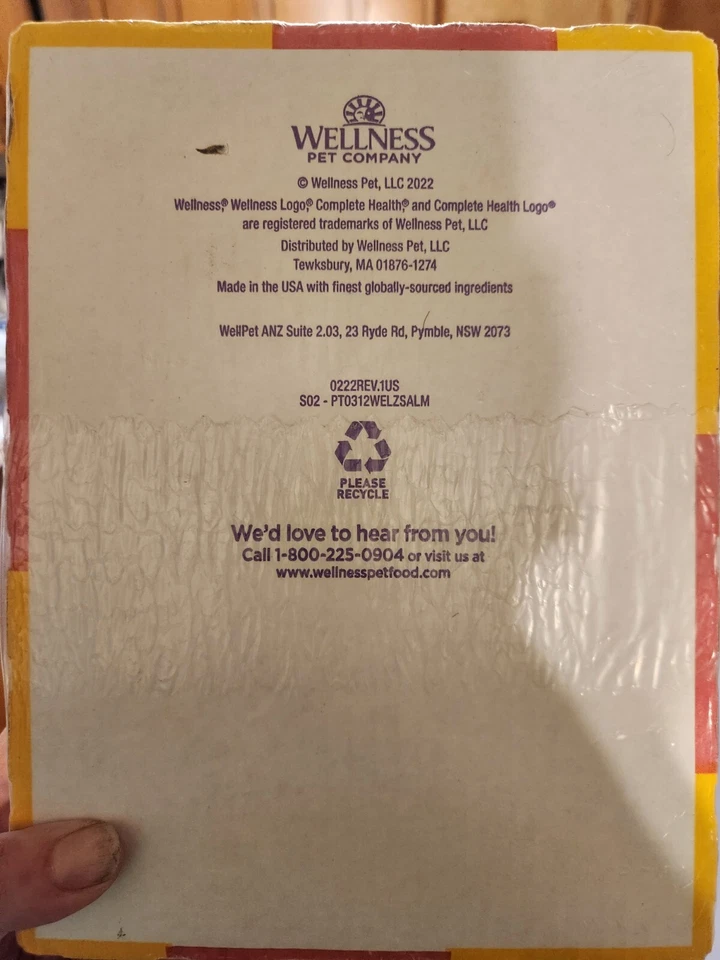 WELLNESS
PET COMPANY
© Wellness Pet, LLC 2022
Wellness,® Wellness Logo,® Complete Health,® and Complete Health Logo®
are registered trademarks of Wellness Pet, LLC
Distributed by Wellness Pet, LLC
Tewksbury, MA 01876-1274
Made in the USA with finest globally-sourced ingredients
WellPet ANZ Suite 2.03, 23 Ryde Rd, Pymble, NSW 2073
0222REV.1US
S02 - PT0312WELZSALM
PLEASE
RECYCLE
We'd love to hear from you!
Call 1-800-225-0904 or visit us at
www.wellnesspetfood.com